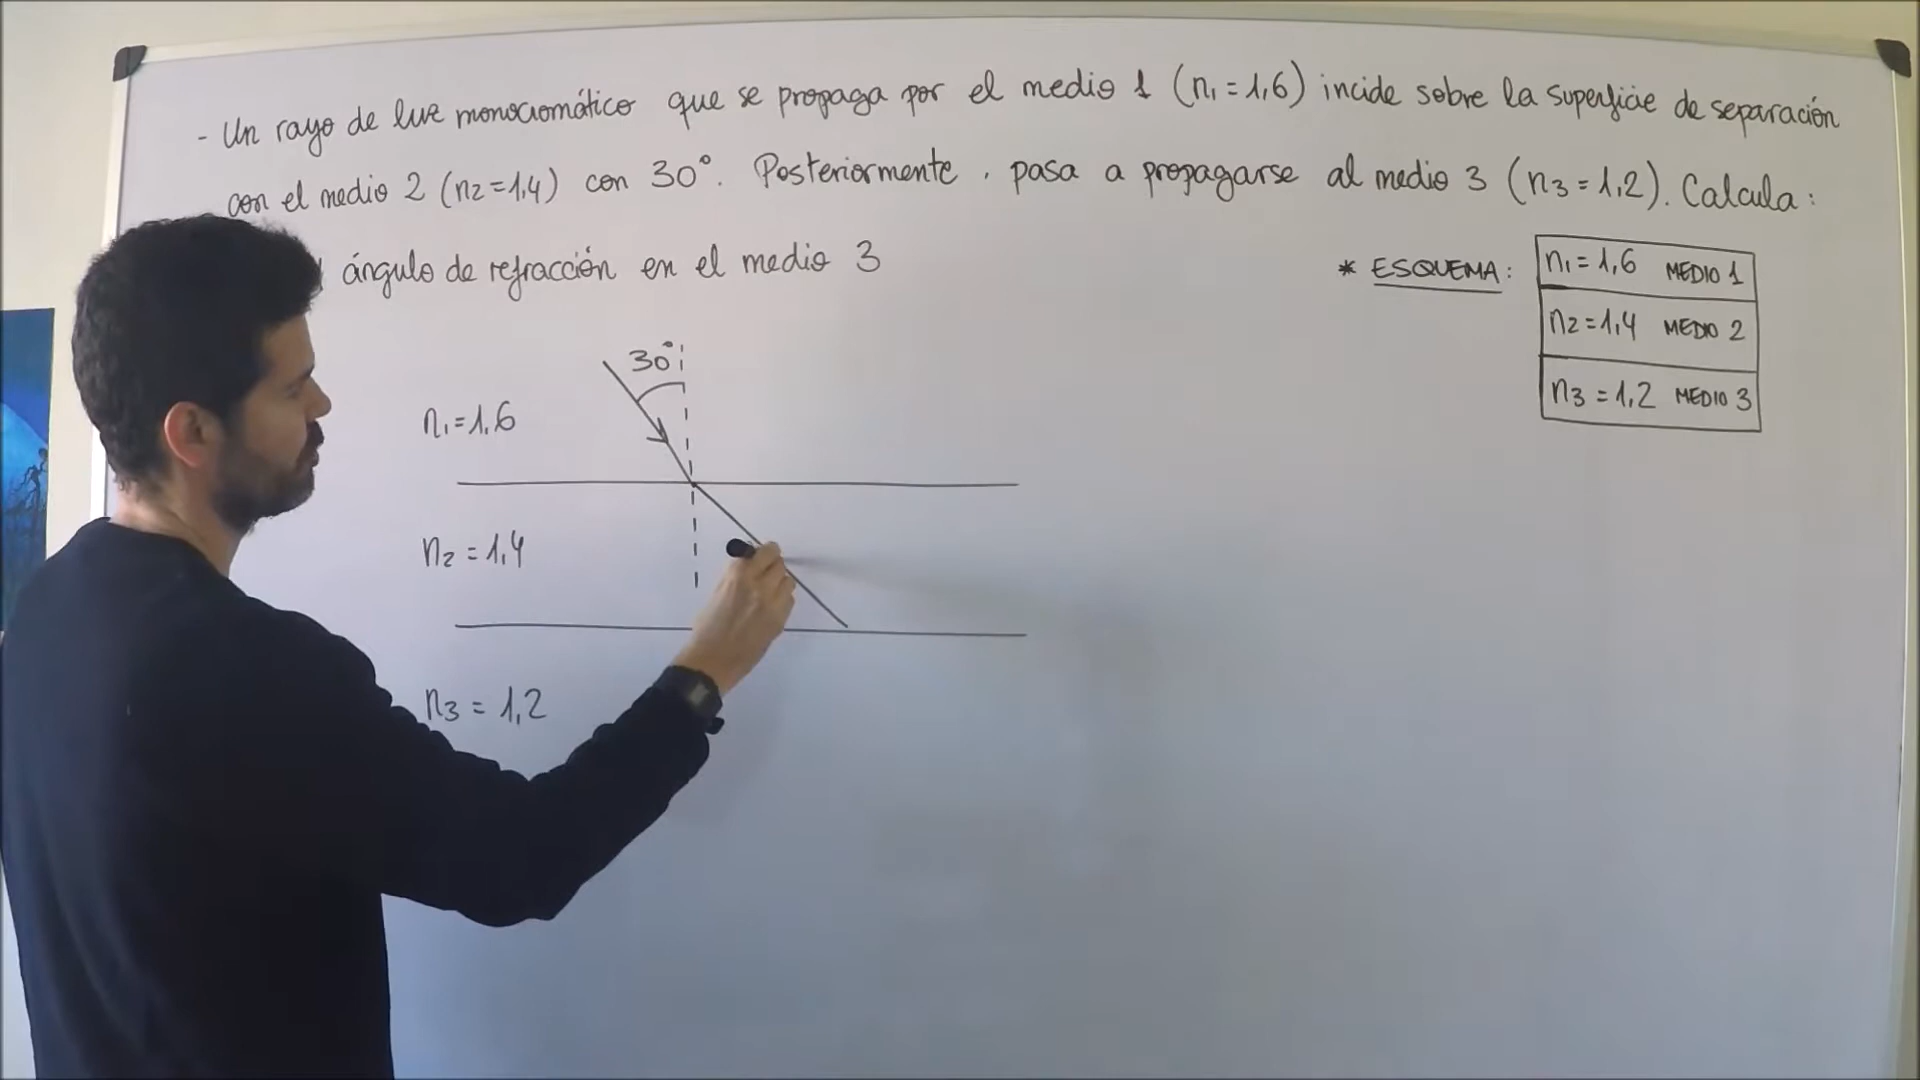 - Un rayo de luz monocromático que se propaga por el medio 1 (n₁ = 1,6) incide sobre la superficie de separación
con el medio 2 (n₂ = 1,4) con 30°. Posteriormente, pasa a propagarse al medio 3 (n₃ = 1,2). Calcula:
ángulo de refracción en el medio 3
* ESQUEMA:
n₁ = 1,6 MEDIO 1
n₂ = 1,4 MEDIO 2
n₃ = 1,2 MEDIO 3
30°
n₁ = 1,6
n₂ = 1,4
n₃ = 1,2